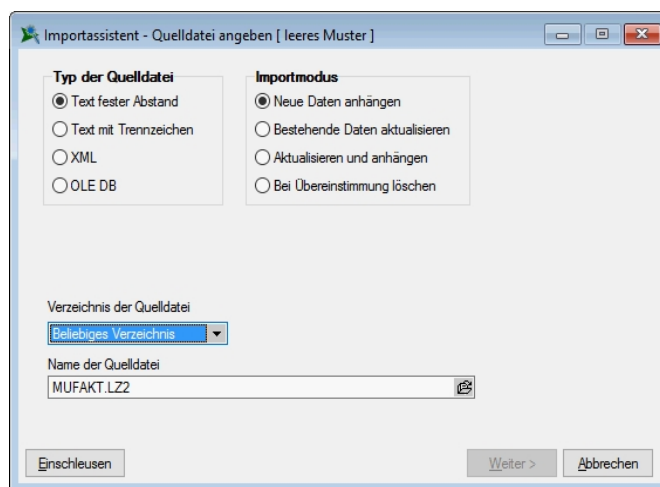 Importassistent - Quelldatei angeben [ leeres Muster ]
Typ der Quelldatei
Text fester Abstand
Text mit Trennzeichen
XML
OLE DB
Importmodus
Neue Daten anhängen
Bestehende Daten aktualisieren
Aktualisieren und anhängen
Bei Übereinstimmung löschen
Verzeichnis der Quelldatei
Beliebiges Verzeichnis
Name der Quelldatei
MUFAKT.LZ2
Einschleusen
Weiter >
Abbrechen